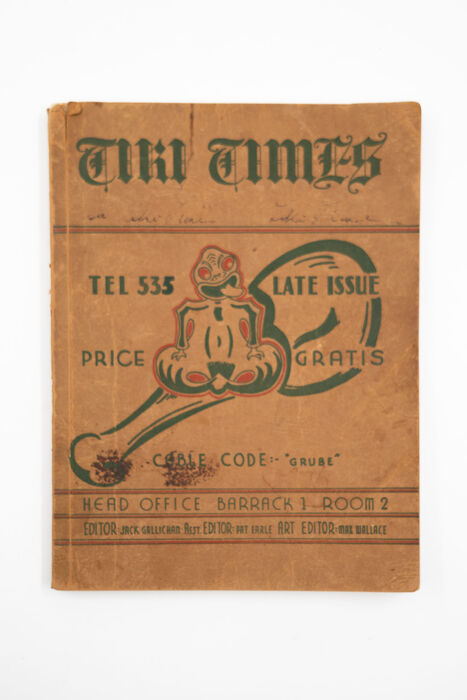 TIKI TIMES
TEL 535 LATE ISSUE
PRICE GRATIS
CABLE CODE:- "GRUBE"
HEAD OFFICE BARRACK 1 ROOM 2
EDITOR:JACK GALLICHAN ASST EDITOR:PAT EARLE ART EDITOR:MAX WALLACE